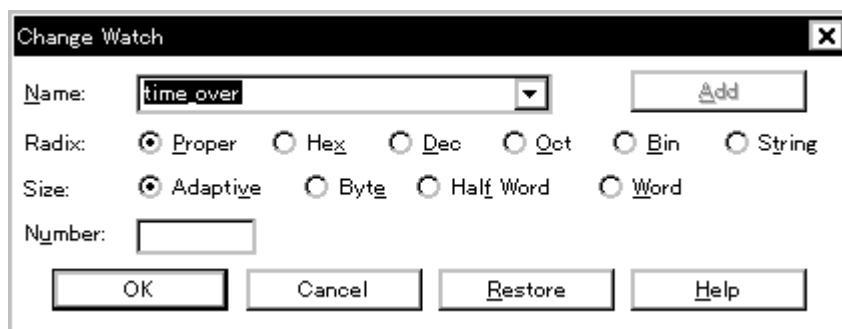 Change Watch
Name: time_over Add
Radix: Proper Hex Dec Oct Bin String
Size: Adaptive Byte Half Word Word
Number:
OK Cancel Restore Help